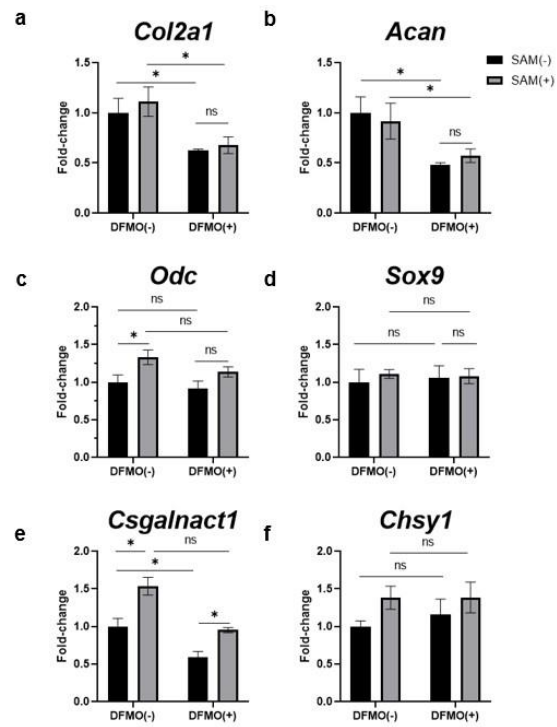 a
Col2a1
Fold-change
1.5
1.0
0.5
0.0
*
*
ns
DFMO(-)
DFMO(+)
b
Acan
Fold-change
1.5
1.0
0.5
0.0
*
*
ns
DFMO(-)
DFMO(+)
SAM(-)
SAM(+)
c
Odc
Fold-change
2.0
1.5
1.0
0.5
0.0
ns
ns
*
ns
DFMO(-)
DFMO(+)
d
Sox9
Fold-change
2.0
1.5
1.0
0.5
0.0
ns
ns
ns
DFMO(-)
DFMO(+)
e
Csgalnact1
Fold-change
2.0
1.5
1.0
0.5
0.0
*
ns
*
*
DFMO(-)
DFMO(+)
f
Chsy1
Fold-change
2.0
1.5
1.0
0.5
0.0
ns
ns
DFMO(-)
DFMO(+)